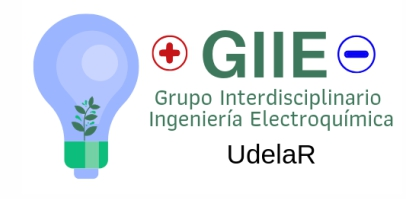 GIIE
Grupo Interdisciplinario
Ingeniería Electroquímica
UdelaR